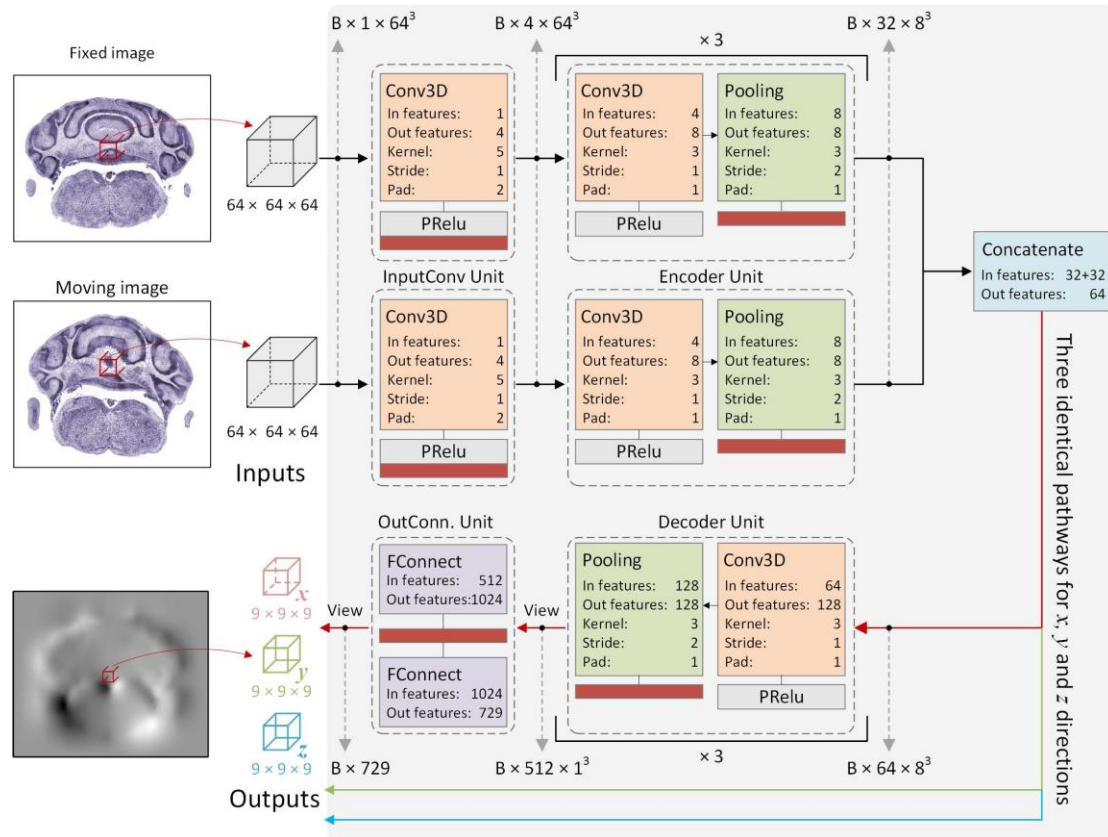 B × 1 × 64³
B × 4 × 64³
B × 32 × 8³
× 3
Fixed image
64 × 64 × 64
Conv3D
In features: 1
Out features: 4
Kernel: 5
Stride: 1
Pad: 2
PRelu
Conv3D
In features: 4
Out features: 8
Kernel: 3
Stride: 1
Pad: 1
PRelu
Pooling
In features: 8
Out features: 8
Kernel: 3
Stride: 2
Pad: 1
InputConv Unit
Encoder Unit
Concatenate
In features: 32+32
Out features: 64
Moving image
64 × 64 × 64
Inputs
Conv3D
In features: 1
Out features: 4
Kernel: 5
Stride: 1
Pad: 2
PRelu
Conv3D
In features: 4
Out features: 8
Kernel: 3
Stride: 1
Pad: 1
PRelu
Pooling
In features: 8
Out features: 8
Kernel: 3
Stride: 2
Pad: 1
Three identical pathways for x, y and z directions
OutConn. Unit
Decoder Unit
x
9 × 9 × 9
y
9 × 9 × 9
z
9 × 9 × 9
Outputs
View
FConnect
In features: 512
Out features:1024
FConnect
In features: 1024
Out features: 729
View
Pooling
In features: 128
Out features: 128
Kernel: 3
Stride: 2
Pad: 1
Conv3D
In features: 64
Out features: 128
Kernel: 3
Stride: 1
Pad: 1
PRelu
× 3
B × 729
B × 512 × 1³
B × 64 × 8³